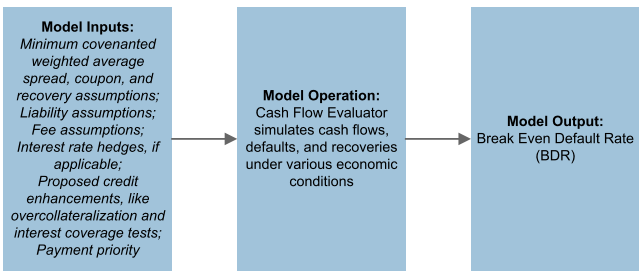 Model Inputs:
Minimum covenanted
weighted average
spread, coupon, and
recovery assumptions;
Liability assumptions;
Fee assumptions;
Interest rate hedges, if
applicable;
Proposed credit
enhancements, like
overcollateralization and
interest coverage tests;
Payment priority
Model Operation:
Cash Flow Evaluator
simulates cash flows,
defaults, and recoveries
under various economic
conditions
Model Output:
Break Even Default Rate
(BDR)